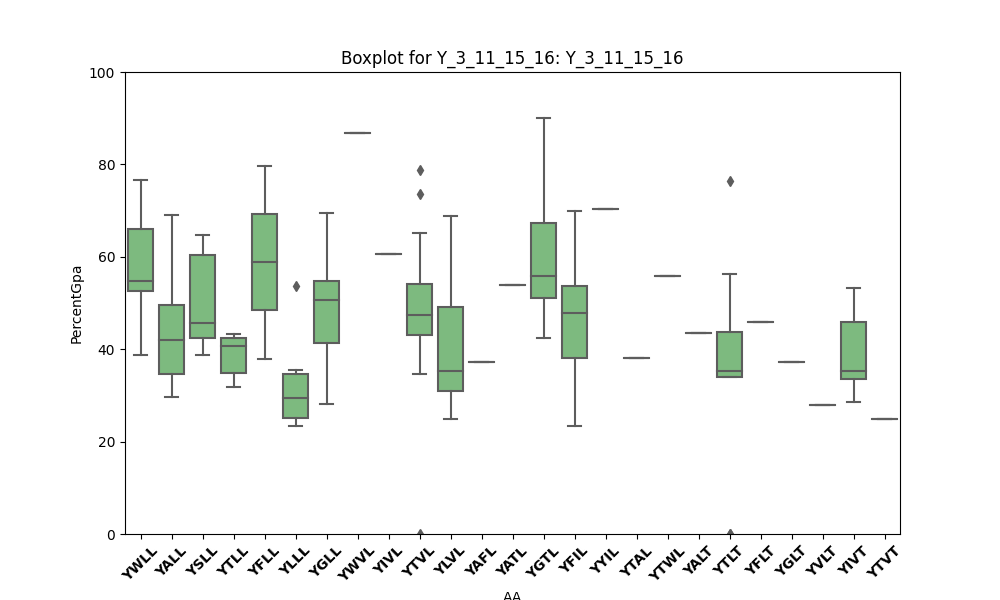 Boxplot for Y_3_11_15_16: Y_3_11_15_16
100
80
60
40
20
0
PercentGpa
YWLL YALL YSLL YTLL YFLL YLLL YGLL YWVL YIVL YTVL YLVL YAFL YATL YGTL YFIL YYIL YTAL YTWL YALT YTLT YFLT YGLT YVLT YIVT YTVT
AA